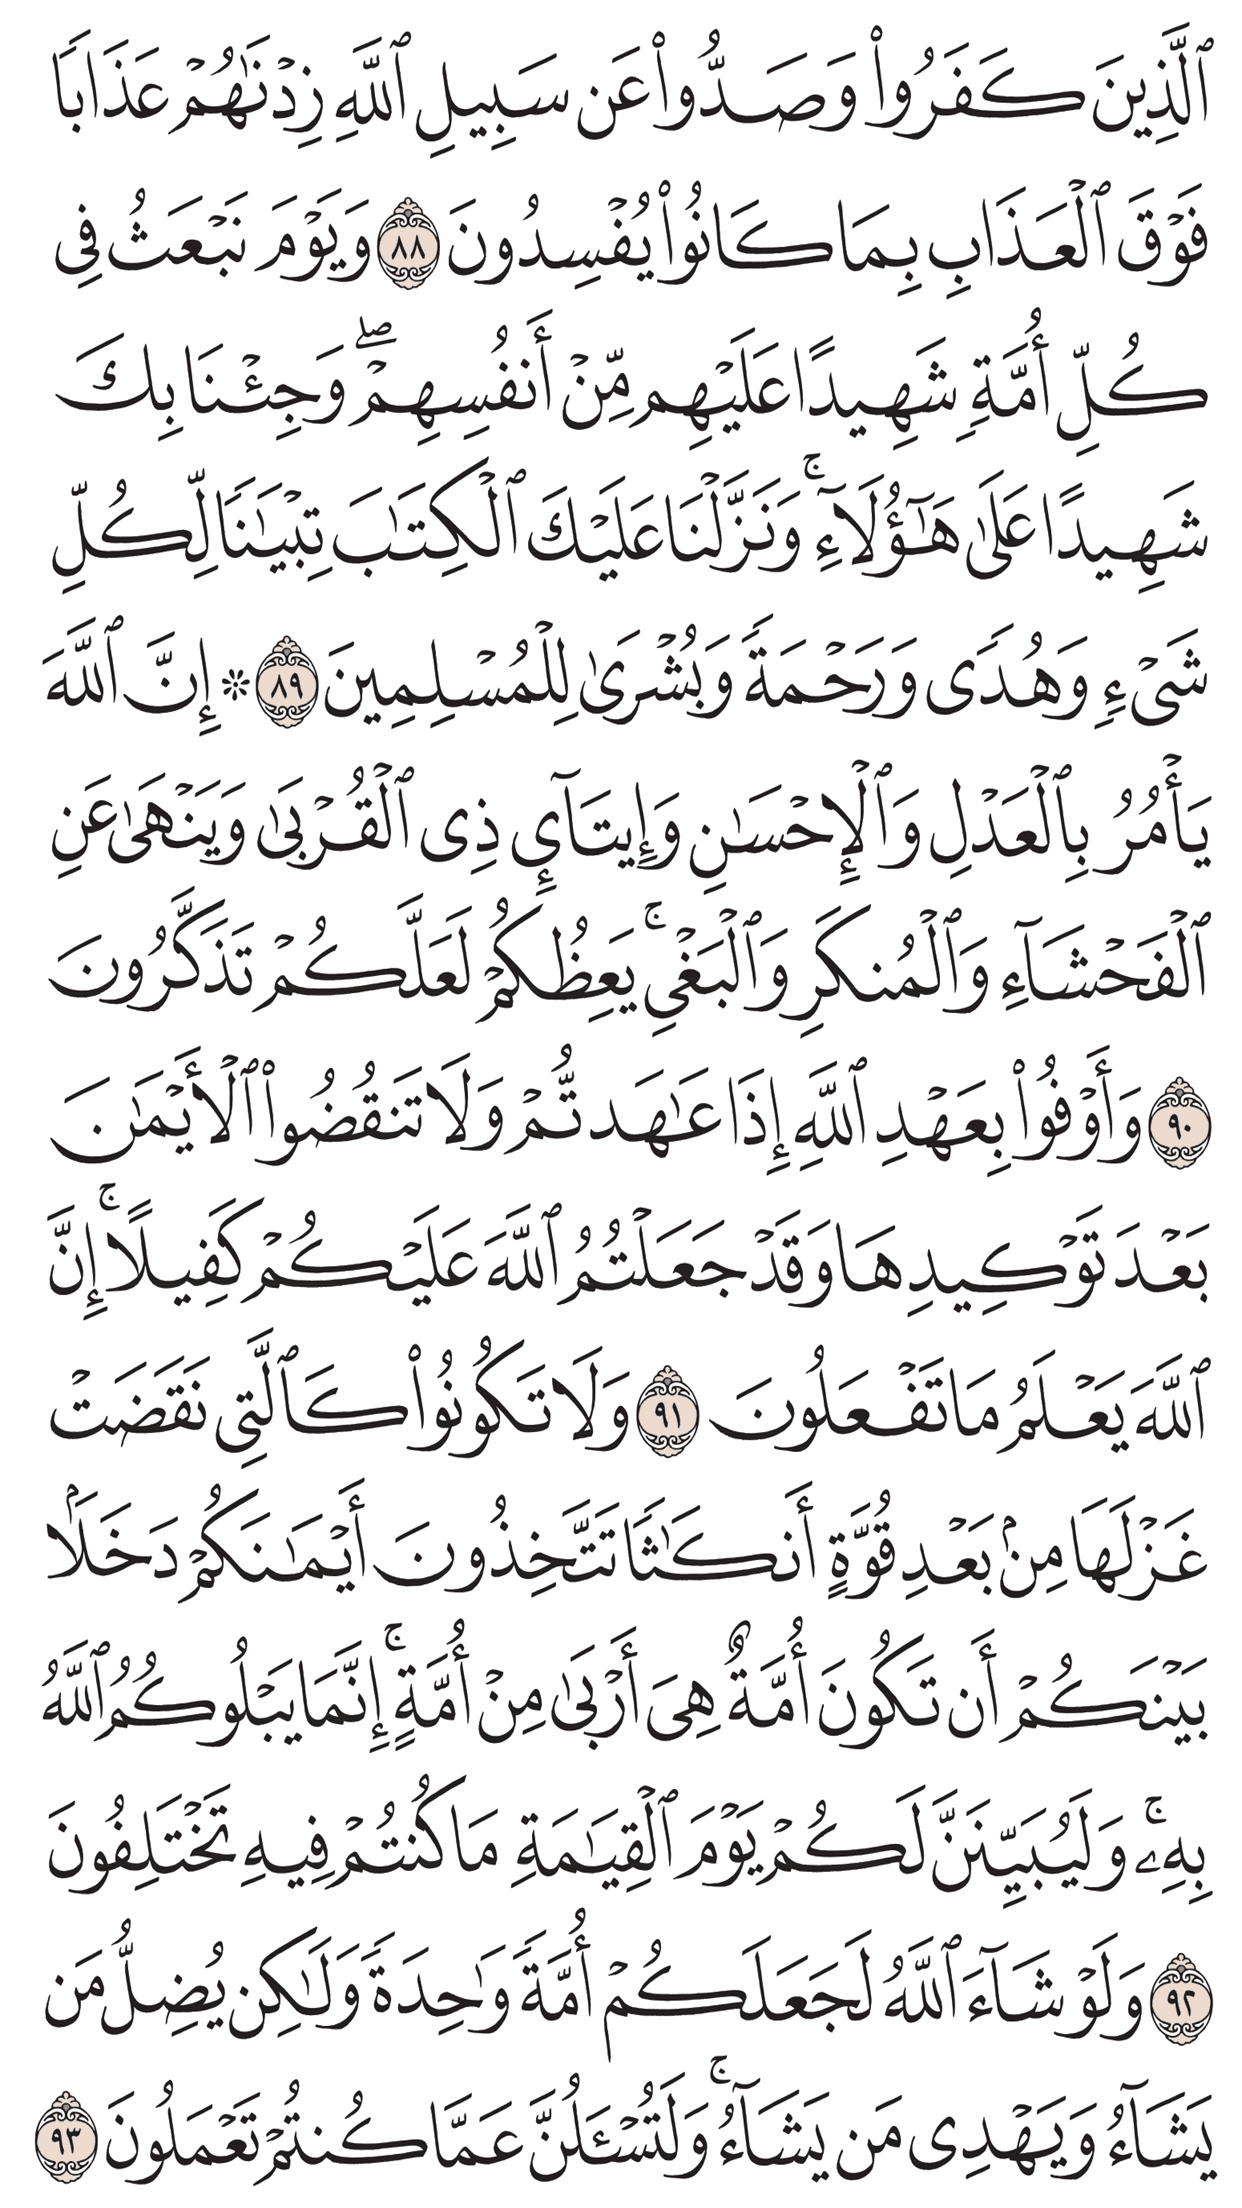 ٱلَّذِينَ كَفَرُواْ وَصَدُّواْ عَن سَبِيلِ ٱللَّهِ زِدۡنَٰهُمۡ عَذَابٗا
فَوۡقَ ٱلۡعَذَابِ بِمَا كَانُواْ يُفۡسِدُونَ ٨٨ وَيَوۡمَ نَبۡعَثُ فِي
كُلِّ أُمَّةٖ شَهِيدًا عَلَيۡهِم مِّنۡ أَنفُسِهِمۡۖ وَجِئۡنَا بِكَ
شَهِيدًا عَلَىٰ هَٰٓؤُلَآءِۚ وَنَزَّلۡنَا عَلَيۡكَ ٱلۡكِتَٰبَ تِبۡيَٰنٗا لِّكُلِّ
شَيۡءٖ وَهُدٗى وَرَحۡمَةٗ وَبُشۡرَىٰ لِلۡمُسۡلِمِينَ ٨٩ ۞ إِنَّ ٱللَّهَ
يَأۡمُرُ بِٱلۡعَدۡلِ وَٱلۡإِحۡسَٰنِ وَإِيتَآيِٕ ذِي ٱلۡقُرۡبَىٰ وَيَنۡهَىٰ عَنِ
ٱلۡفَحۡشَآءِ وَٱلۡمُنكَرِ وَٱلۡبَغۡيِۚ يَعِظُكُمۡ لَعَلَّكُمۡ تَذَكَّرُونَ
٩٠ وَأَوۡفُواْ بِعَهۡدِ ٱللَّهِ إِذَا عَٰهَدتُّمۡ وَلَا تَنقُضُواْ ٱلۡأَيۡمَٰنَ
بَعۡدَ تَوۡكِيدِهَا وَقَدۡ جَعَلۡتُمُ ٱللَّهَ عَلَيۡكُمۡ كَفِيلًاۚ إِنَّ
ٱللَّهَ يَعۡلَمُ مَا تَفۡعَلُونَ ٩١ وَلَا تَكُونُواْ كَٱلَّتِي نَقَضَتۡ
غَزۡلَهَا مِنۢ بَعۡدِ قُوَّةٍ أَنكَٰثٗا تَتَّخِذُونَ أَيۡمَٰنَكُمۡ دَخَلَۢا
بَيۡنَكُمۡ أَن تَكُونَ أُمَّةٌ هِيَ أَرۡبَىٰ مِنۡ أُمَّةٍۚ إِنَّمَا يَبۡلُوكُمُ ٱللَّهُ
بِهِۦۚ وَلَيُبَيِّنَنَّ لَكُمۡ يَوۡمَ ٱلۡقِيَٰمَةِ مَا كُنتُمۡ فِيهِ تَخۡتَلِفُونَ
٩٢ وَلَوۡ شَآءَ ٱللَّهُ لَجَعَلَكُمۡ أُمَّةٗ وَٰحِدَةٗ وَلَٰكِن يُضِلُّ مَن
يَشَآءُ وَيَهۡدِي مَن يَشَآءُۚ وَلَتُسۡـَٔلُنَّ عَمَّا كُنتُمۡ تَعۡمَلُونَ ٩٣